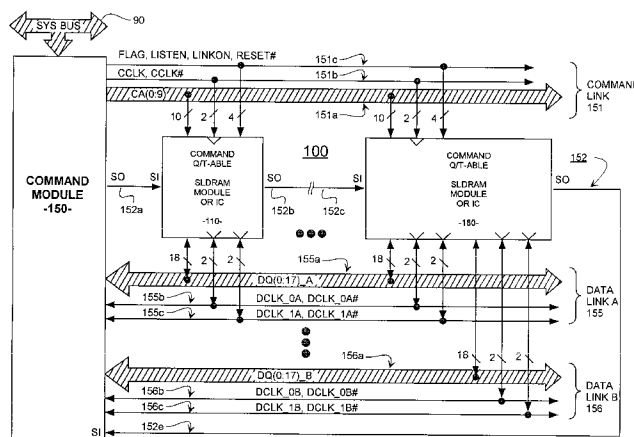 SYS BUS
90
FLAG, LISTEN, LINKON, RESET#
151c
CCLK, CCLK#
151b
CA(0:9)
151a
COMMAND
LINK
151
10 2 4
10 2 4
COMMAND
MODULE
-150-
SO
152a
SI
COMMAND
Q/T-ABLE
SLDRAM
MODULE
OR IC
-110-
100
SO
152b
152c
SI
COMMAND
Q/T-ABLE
SLDRAM
MODULE
OR IC
-180-
152
SO
18 2 2
155a
18 2 2
DQ(0:17)_A
155b
DCLK_0A, DCLK_0A#
155c
DCLK_1A, DCLK_1A#
DATA
LINK A
155
156a
18 2 2
DQ(0:17)_B
156b
DCLK_0B, DCLK_0B#
156c
DCLK_1B, DCLK_1B#
DATA
LINK B
156
SI
152e